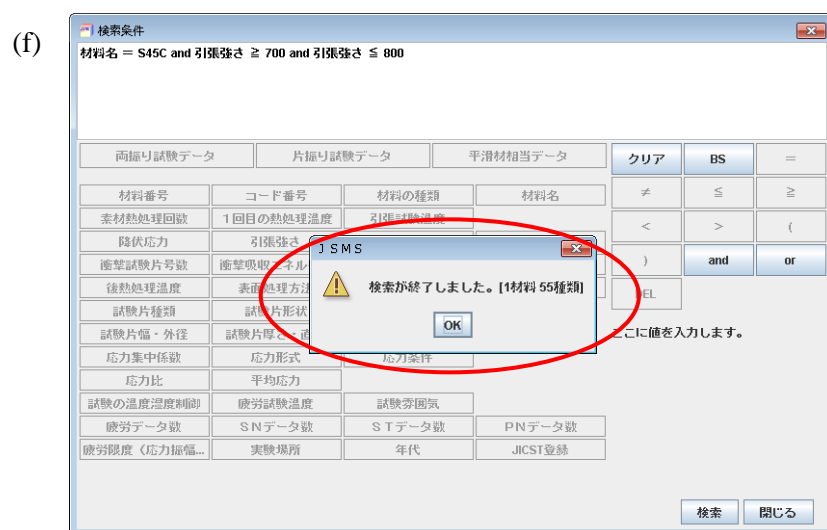 (f)
検索条件
材料名 ＝ S45C and 引張強さ ≧ 700 and 引張強さ ≦ 800
両振り試験データ 片振り試験データ 平滑材相当データ クリア BS ＝
材料番号 コード番号 材料の種類 材料名 ≠ ≦ ≧
素材熱処理回数 1回目の熱処理温度 引張試験温度 ＜ ＞ (
降伏応力 引張強さ
JSMS
衝撃試験片号数 衝撃吸収エネル ) and or
検索が終了しました。[1材料 55種類]
後熱処理温度 表面処理方法 DEL
試験片種類 試験片形状
OK
試験片幅・外径 試験片厚さ・直 ここに値を入力します。
応力集中係数 応力形式 応力条件
応力比 平均応力
試験の温度湿度制御 疲労試験温度 試験雰囲気
疲労データ数 SNデータ数 STデータ数 PNデータ数
疲労限度（応力振幅... 実験場所 年代 JICST登録
検索 閉じる